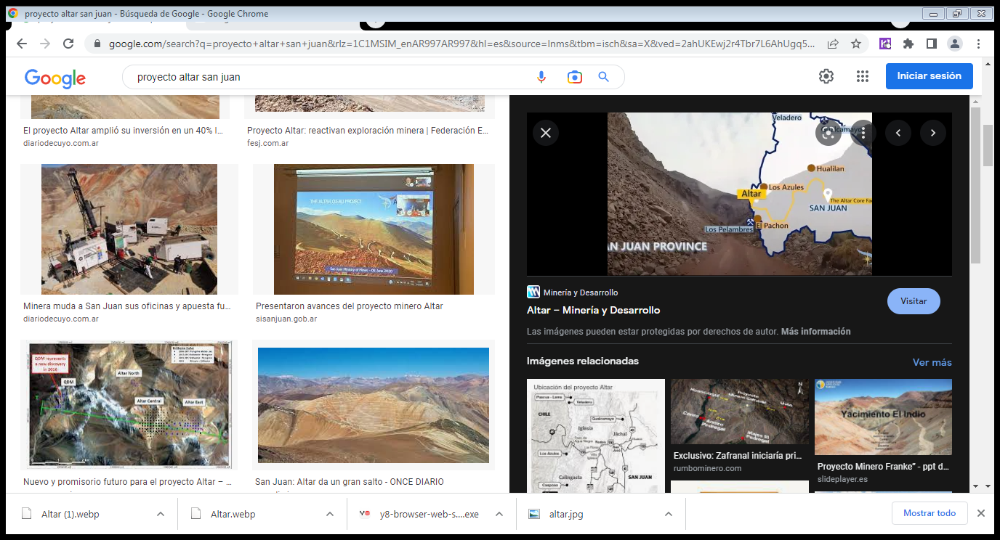 proyecto altar san juan - Búsqueda de Google - Google Chrome
google.com/search?q=proyecto+altar+san+juan&rlz=1C1MSIM_enAR997AR997&hl=es&source=lnms&tbm=isch&sa=X&ved=2ahUKEwj2r4Tbr7L6AhUgq5...
Google
proyecto altar san juan
Iniciar sesión
El proyecto Altar amplió su inversión en un 40% l...
diariodecuyo.com.ar
Proyecto Altar: reactivan exploración minera | Federación E...
fesj.com.ar
THE ALTAR CU-AU PROJECT
San Juan Ministry of Mines - 05 June 2020
Minera muda a San Juan sus oficinas y apuesta fu...
diariodecuyo.com.ar
Presentaron avances del proyecto minero Altar
sisanjuan.gob.ar
QDM represents
a new discovery
in 2016
QDM
Altar North
Altar Central
Altar East
Nuevo y promisorio futuro para el proyecto Altar – ...
San Juan: Altar da un gran salto - ONCE DIARIO
Veladero
Gualcamayo
Hualilan
Los Azules
Altar
The Altar Core Fac
SAN JUAN
El Pachon
Los Pelambres
AN JUAN PROVINCE
Minería y Desarrollo
Altar – Minería y Desarrollo
Visitar
Las imágenes pueden estar protegidas por derechos de autor. Más información
Imágenes relacionadas
Ver más
Ubicación del proyecto Altar
Pascua - Lama
Veladero
CHILE
Gualcamayo
Iglesia
Jáchal
Los Azules
Calingasta
SAN JUAN
Casposo
Yacimiento El Indio
Exclusivo: Zafranal iniciaría pri...
rumbominero.com
Proyecto Minero Franke” - ppt d...
slideplayer.es
Altar (1).webp
Altar.webp
y8-browser-web-s....exe
altar.jpg
Mostrar todo